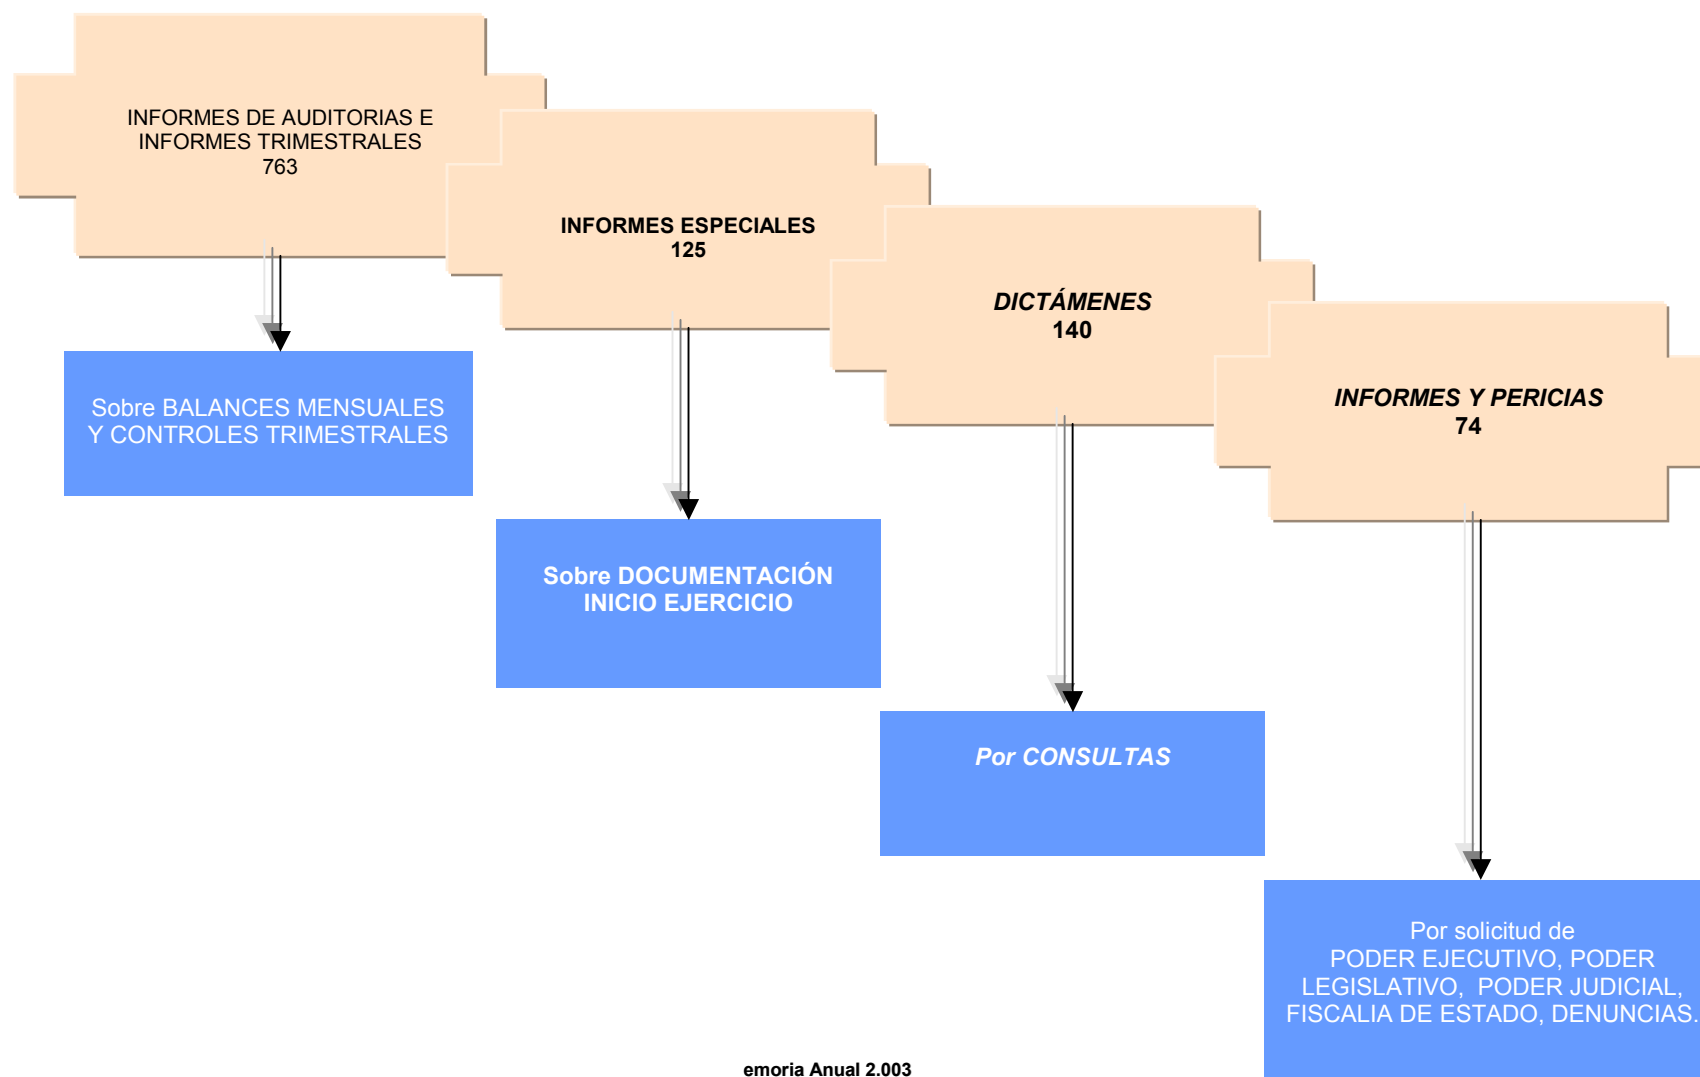 INFORMES DE AUDITORIAS E
INFORMES TRIMESTRALES
763
INFORMES ESPECIALES
125
DICTÁMENES
140
INFORMES Y PERICIAS
74
Sobre BALANCES MENSUALES
Y CONTROLES TRIMESTRALES
Sobre DOCUMENTACIÓN
INICIO EJERCICIO
Por CONSULTAS
Por solicitud de
PODER EJECUTIVO, PODER
LEGISLATIVO, PODER JUDICIAL,
FISCALIA DE ESTADO, DENUNCIAS.
emoria Anual 2.003